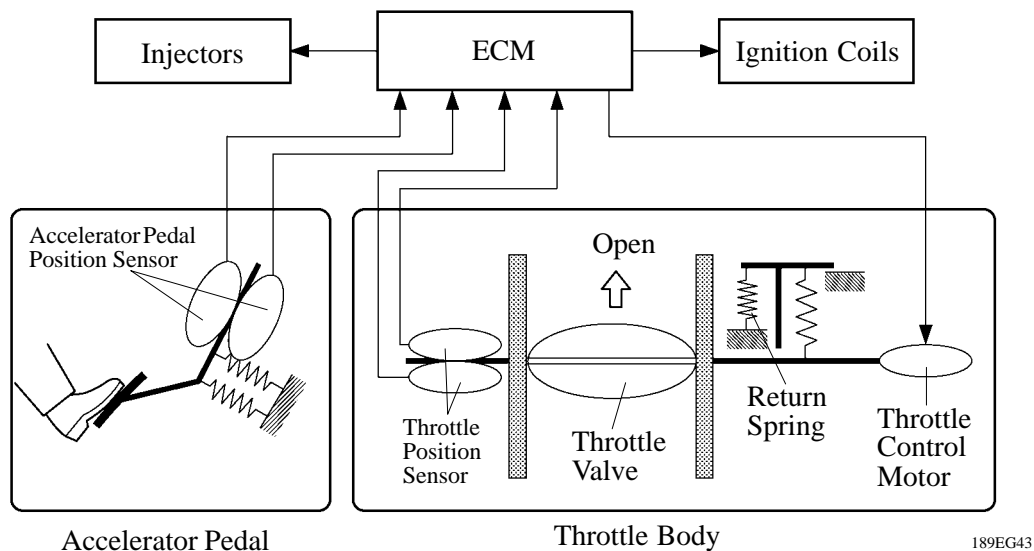 Injectors
ECM
Ignition Coils
Accelerator Pedal
Position Sensor
Open
Throttle
Position
Sensor
Throttle
Valve
Return
Spring
Throttle
Control
Motor
Accelerator Pedal
Throttle Body
189EG43